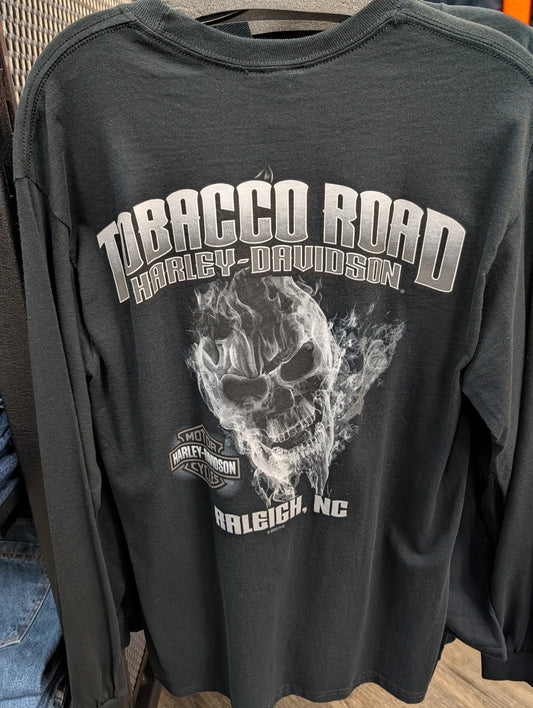 TOBACCO ROAD
HARLEY-DAVIDSON
MOTOR
HARLEY-DAVIDSON
CYCLES
RALEIGH, NC